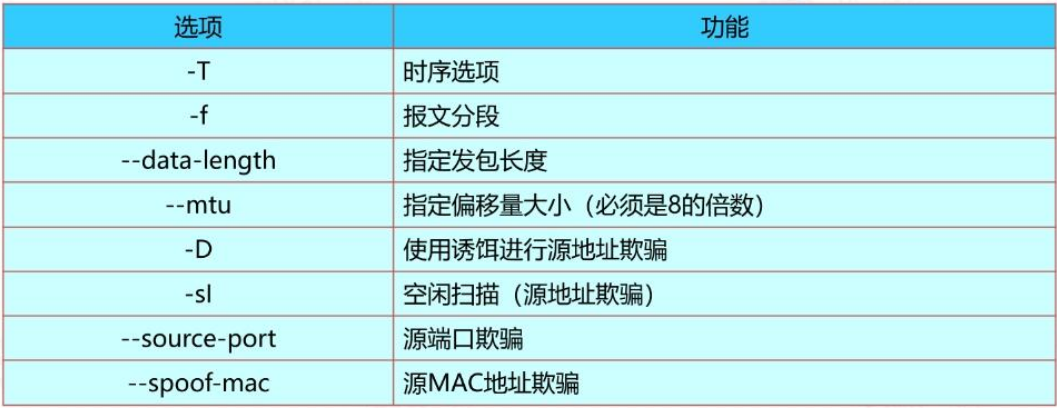 选项 功能
-T 时序选项
-f 报文分段
--data-length 指定发包长度
--mtu 指定偏移量大小（必须是8的倍数）
-D 使用诱饵进行源地址欺骗
-sl 空闲扫描（源地址欺骗）
--source-port 源端口欺骗
--spoof-mac 源MAC地址欺骗